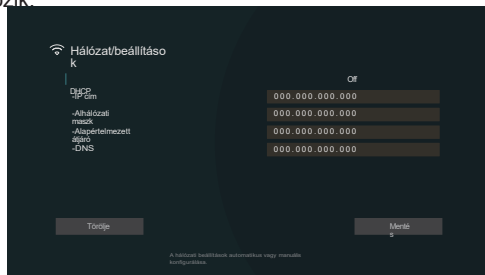 Hálózat/beállításo
k
Off
DHCP
-IP cím
000.000.000.000
-Alhálózati
maszk
000.000.000.000
-Alapértelmezett
átjáró
000.000.000.000
-DNS
000.000.000.000
Törölje
Menté
s
A hálózati beállítások automatikus vagy manuális
konfigurálása.